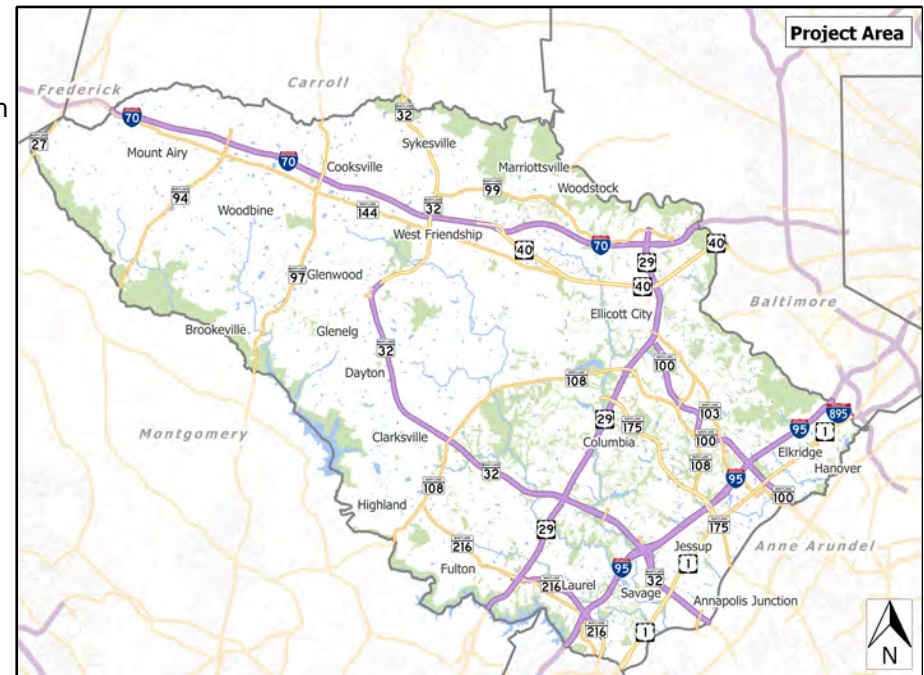 Project Area
Carroll
Frederick
n
32
70
27
Mount Airy
Sykesville
70
Cooksville
Marriottsville
99
Woodstock
94
Woodbine
144
32
West Friendship
40
70
40
29
97
Glenwood
40
Baltimore
Ellicott City
Brookeville
Glenelg
32
100
Dayton
108
895
29
175
103
95
1
Montgomery
Clarksville
Columbia
100
Elkridge
32
108
Hanover
108
95
Highland
100
29
175
216
Jessup
Anne Arundel
Fulton
95
1
216
Laurel
32
Savage
Annapolis Junction
216
1
N